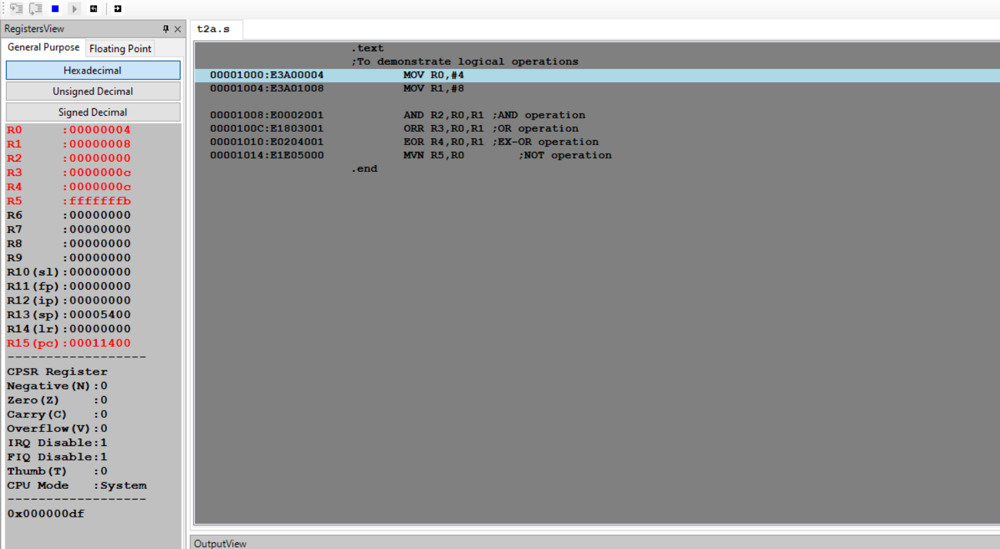 RegistersView
General Purpose Floating Point
Hexadecimal
Unsigned Decimal
Signed Decimal
R0 :00000004
R1 :00000008
R2 :00000000
R3 :0000000c
R4 :0000000c
R5 :fffffffb
R6 :00000000
R7 :00000000
R8 :00000000
R9 :00000000
R10(sl):00000000
R11(fp):00000000
R12(ip):00000000
R13(sp):00005400
R14(lr):00000000
R15(pc):00011400
------------------
CPSR Register
Negative(N):0
Zero(Z) :0
Carry(C) :0
Overflow(V):0
IRQ Disable:1
FIQ Disable:1
Thumb(T) :0
CPU Mode :System
------------------
0x000000df
t2a.s
.text
;To demonstrate logical operations
00001000:E3A00004 MOV R0,#4
00001004:E3A01008 MOV R1,#8
00001008:E0002001 AND R2,R0,R1 ;AND operation
0000100C:E1803001 ORR R3,R0,R1 ;OR operation
00001010:E0204001 EOR R4,R0,R1 ;EX-OR operation
00001014:E1E05000 MVN R5,R0 ;NOT operation
.end
OutputView